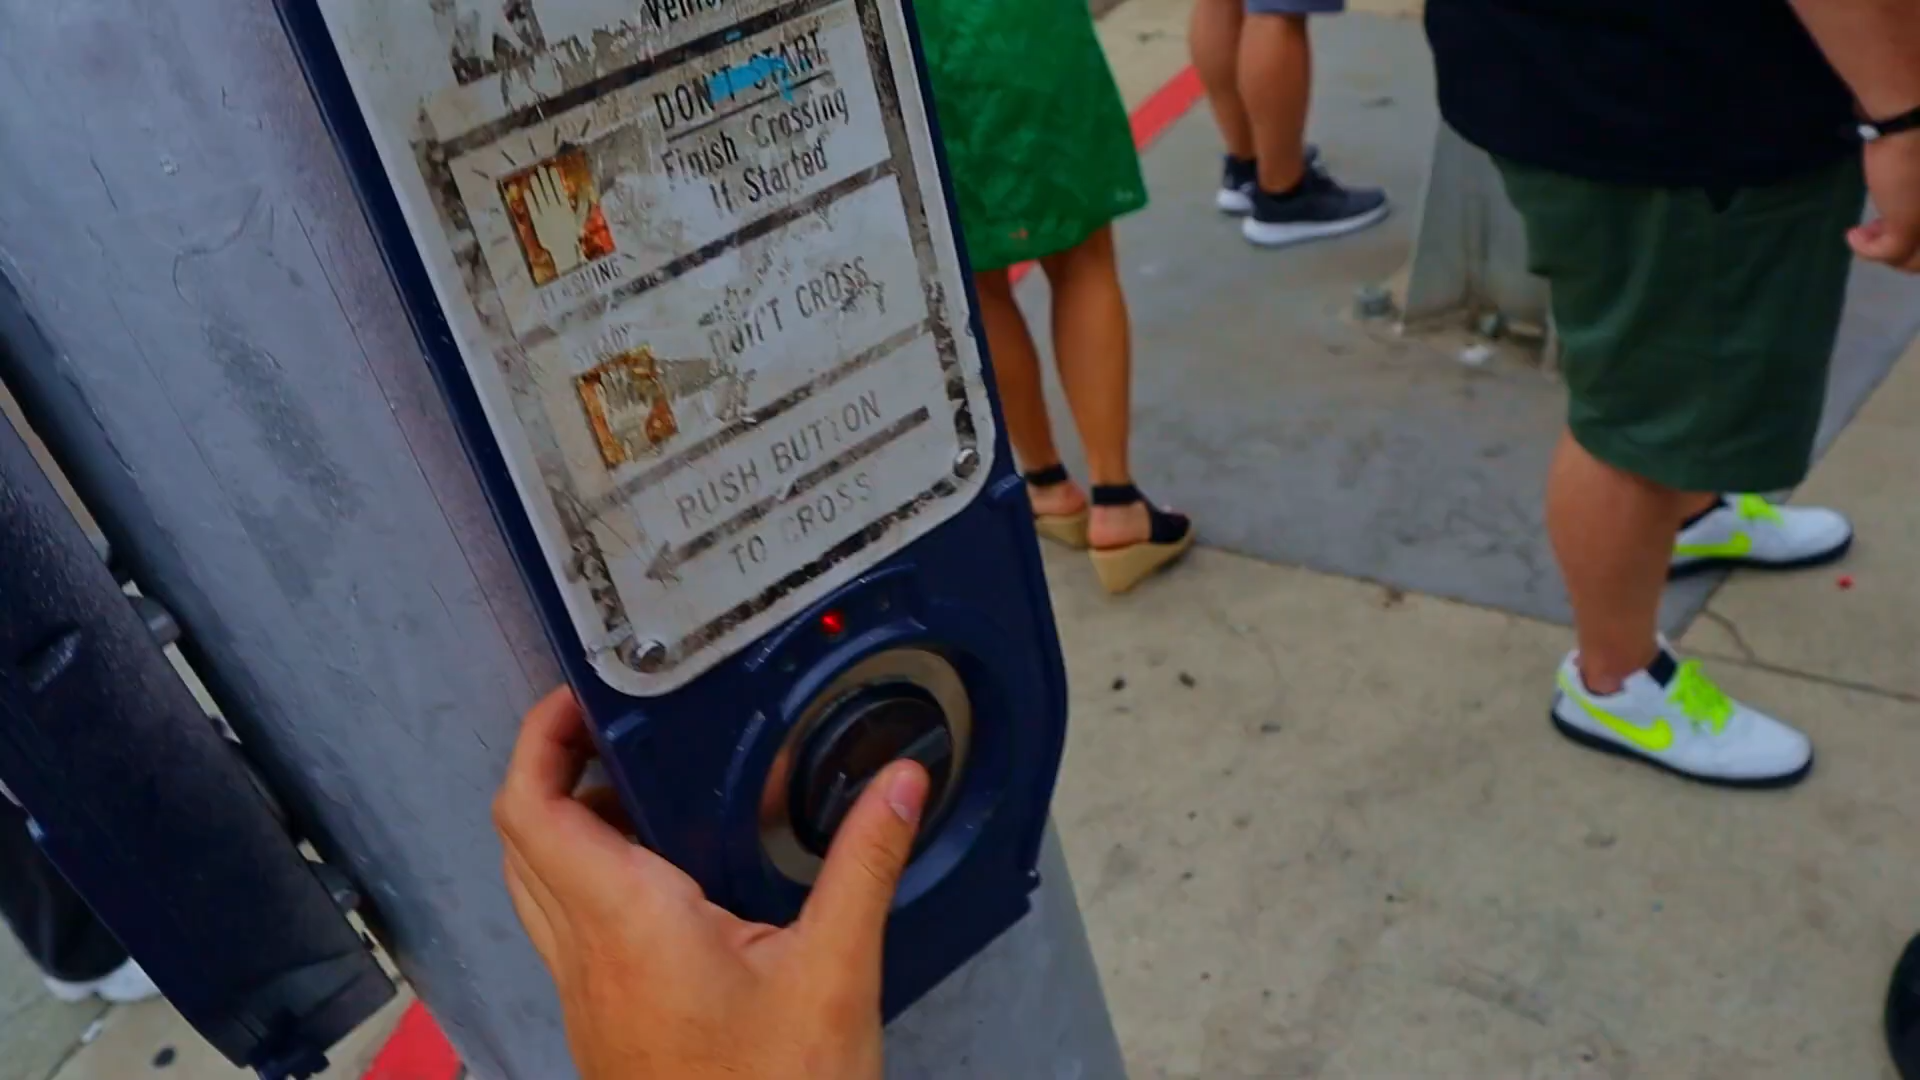 DON'T START
Finish Crossing
If Started
FLASHING
STEADY
DON'T CROSS
PUSH BUTTON
TO CROSS